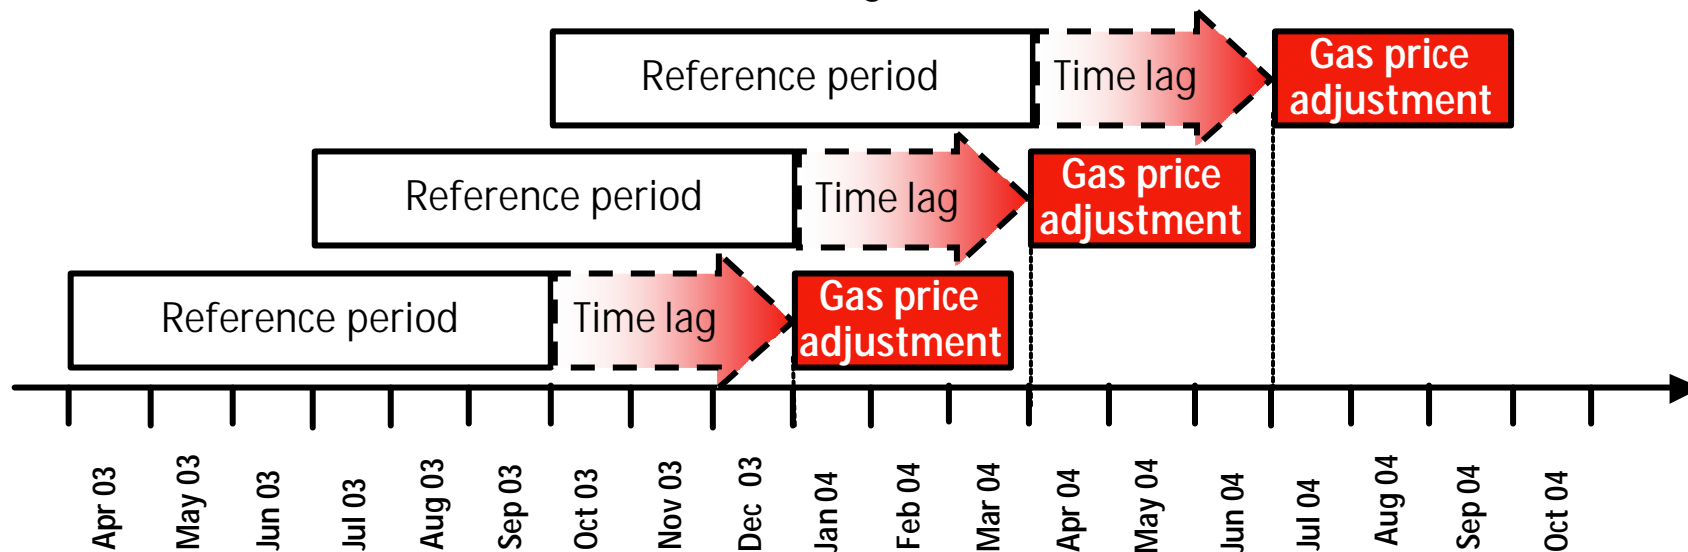 Reference period
Time lag
Gas price
adjustment
Reference period
Time lag
Gas price
adjustment
Reference period
Time lag
Gas price
adjustment
Apr 03
May 03
Jun 03
Jul 03
Aug 03
Sep 03
Oct 03
Nov 03
Dec 03
Jan 04
Feb 04
Mar 04
Apr 04
May 04
Jun 04
Jul 04
Aug 04
Sep 04
Oct 04